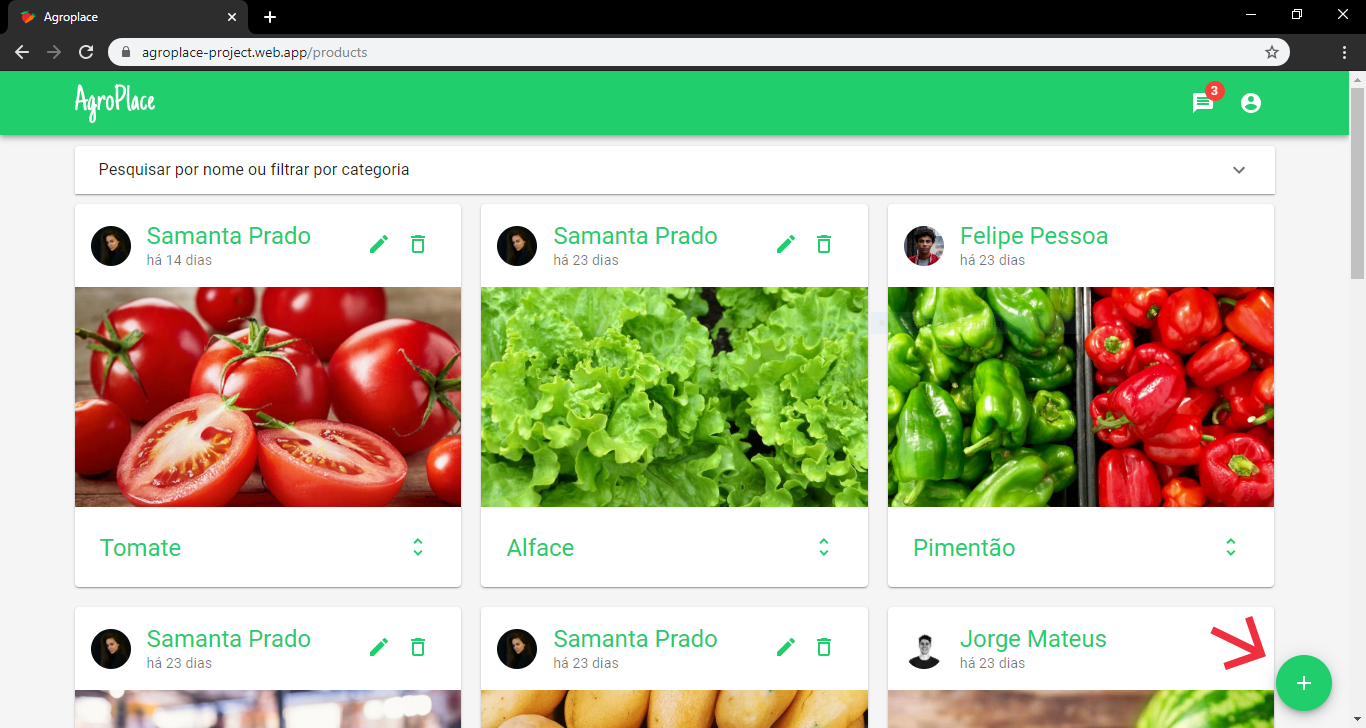 Agroplace
agroplace-project.web.app/products
AgroPlace
3
Pesquisar por nome ou filtrar por categoria
Samanta Prado
há 14 dias
Samanta Prado
há 23 dias
Felipe Pessoa
há 23 dias
Tomate
Alface
Pimentão
Samanta Prado
há 23 dias
Samanta Prado
há 23 dias
Jorge Mateus
há 23 dias